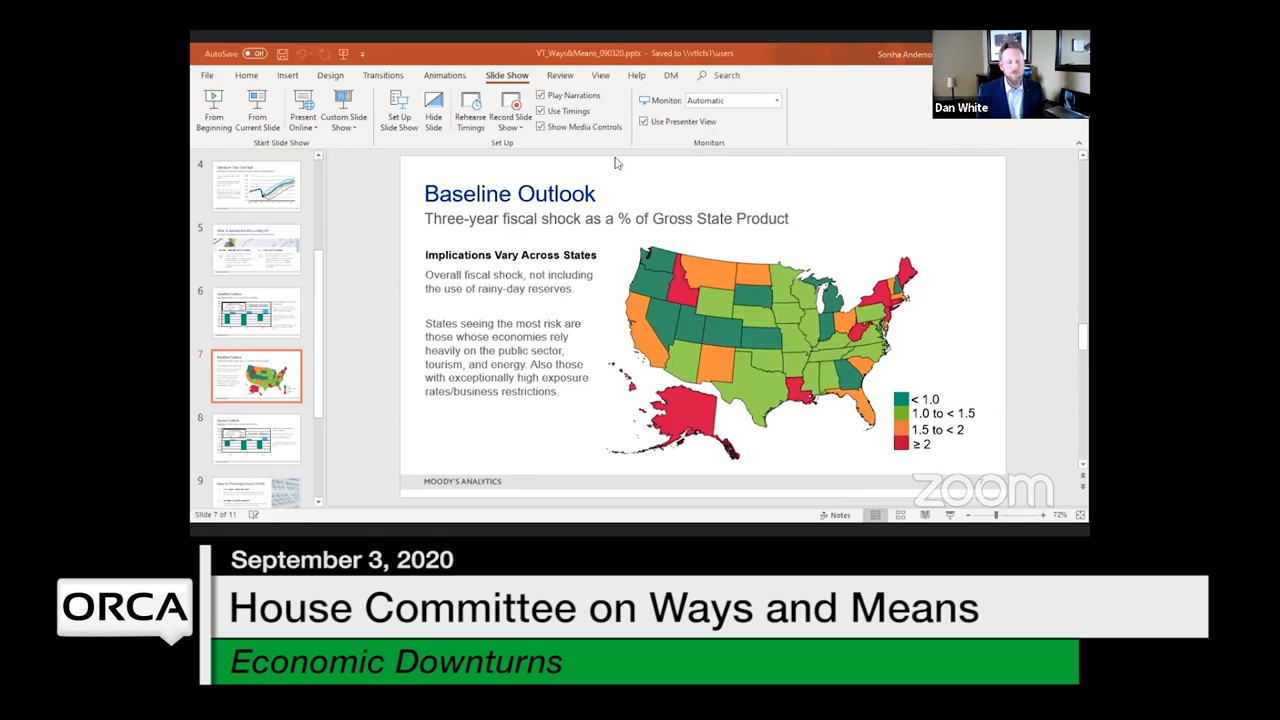 AutoSave Off
VT_Ways&Means_090320.pptx - Saved to \\vtlcfs1\users
Sorsha Anderson
File Home Insert Design Transitions Animations Slide Show Review View Help DM Search
From Beginning
From Current Slide
Present Online
Custom Slide Show
Set Up Slide Show
Hide Slide
Rehearse Timings
Record Slide Show
Play Narrations
Use Timings
Show Media Controls
Monitor: Automatic
Use Presenter View
Start Slide Show
Set Up
Monitors
Dan White
4
5
6
7
8
9
Baseline Outlook
Three-year fiscal shock as a % of Gross State Product
Implications Vary Across States
Overall fiscal shock, not including
the use of rainy-day reserves.
States seeing the most risk are
those whose economies rely
heavily on the public sector,
tourism, and energy. Also those
with exceptionally high exposure
rates/business restrictions.
< 1.0
1.0 to < 1.5
1.5 to < 2
≥ 2
MOODY'S ANALYTICS
zoom
Slide 7 of 11
Notes
72%
September 3, 2020
ORCA
House Committee on Ways and Means
Economic Downturns